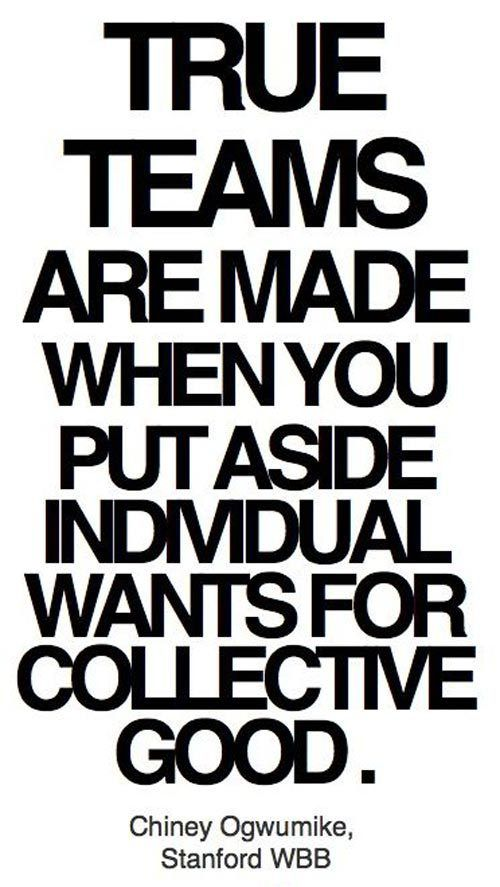 TRUE
TEAMS
ARE MADE
WHEN YOU
PUT ASIDE
INDIVIDUAL
WANTS FOR
COLLECTIVE
GOOD.
Chiney Ogwumike,
Stanford WBB